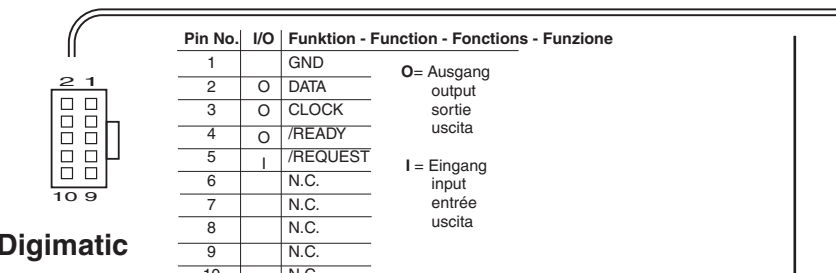 Pin No. I/O Funktion - Function - Fonctions - Funzione
1 GND
2 O DATA
3 O CLOCK
4 O /READY
5 I /REQUEST
6 N.C.
7 N.C.
8 N.C.
9 N.C.
10 N.C.
O= Ausgang
output
sortie
uscita
I = Eingang
input
entrée
uscita
2 1
10 9
Digimatic